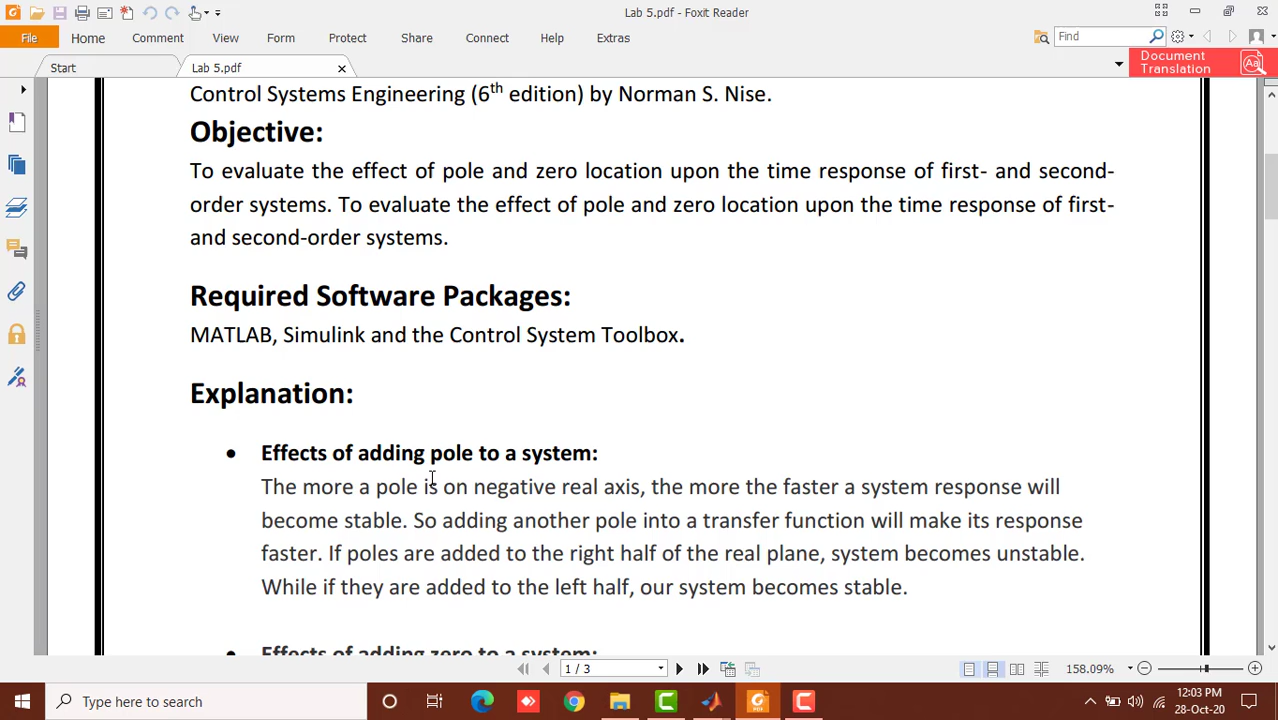 Lab 5.pdf - Foxit Reader
File Home Comment View Form Protect Share Connect Help Extras Find
Start Lab 5.pdf
Document
Translation
Control Systems Engineering (6th edition) by Norman S. Nise.
Objective:
To evaluate the effect of pole and zero location upon the time response of first- and second-
order systems. To evaluate the effect of pole and zero location upon the time response of first-
and second-order systems.
Required Software Packages:
MATLAB, Simulink and the Control System Toolbox.
Explanation:
• Effects of adding pole to a system:
The more a pole is on negative real axis, the more the faster a system response will
become stable. So adding another pole into a transfer function will make its response
faster. If poles are added to the right half of the real plane, system becomes unstable.
While if they are added to the left half, our system becomes stable.
• Effects of adding zero to a system:
1 / 3 158.09%
Type here to search
12:03 PM
28-Oct-20